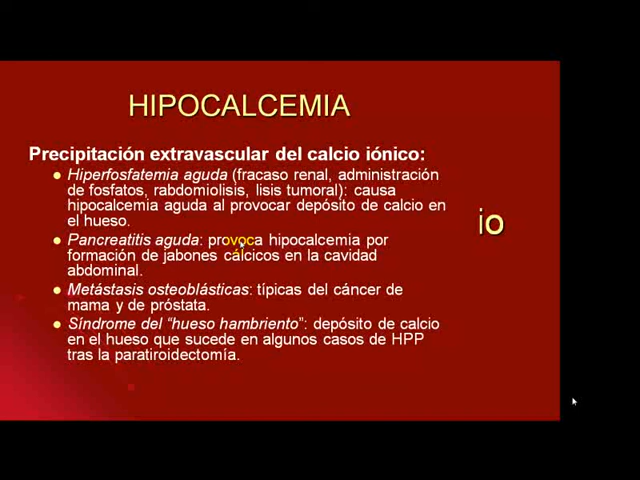 HIPOCALCEMIA
Precipitación extravascular del calcio iónico:
Hiperfosfatemia aguda (fracaso renal, administración
de fosfatos, rabdomiolisis, lisis tumoral): causa
hipocalcemia aguda al provocar depósito de calcio en
el hueso.
Pancreatitis aguda: provoca hipocalcemia por
formación de jabones cálcicos en la cavidad
abdominal.
Metástasis osteoblásticas: típicas del cáncer de
mama y de próstata.
Síndrome del “hueso hambriento”: depósito de calcio
en el hueso que sucede en algunos casos de HPP
tras la paratiroidectomía.
io